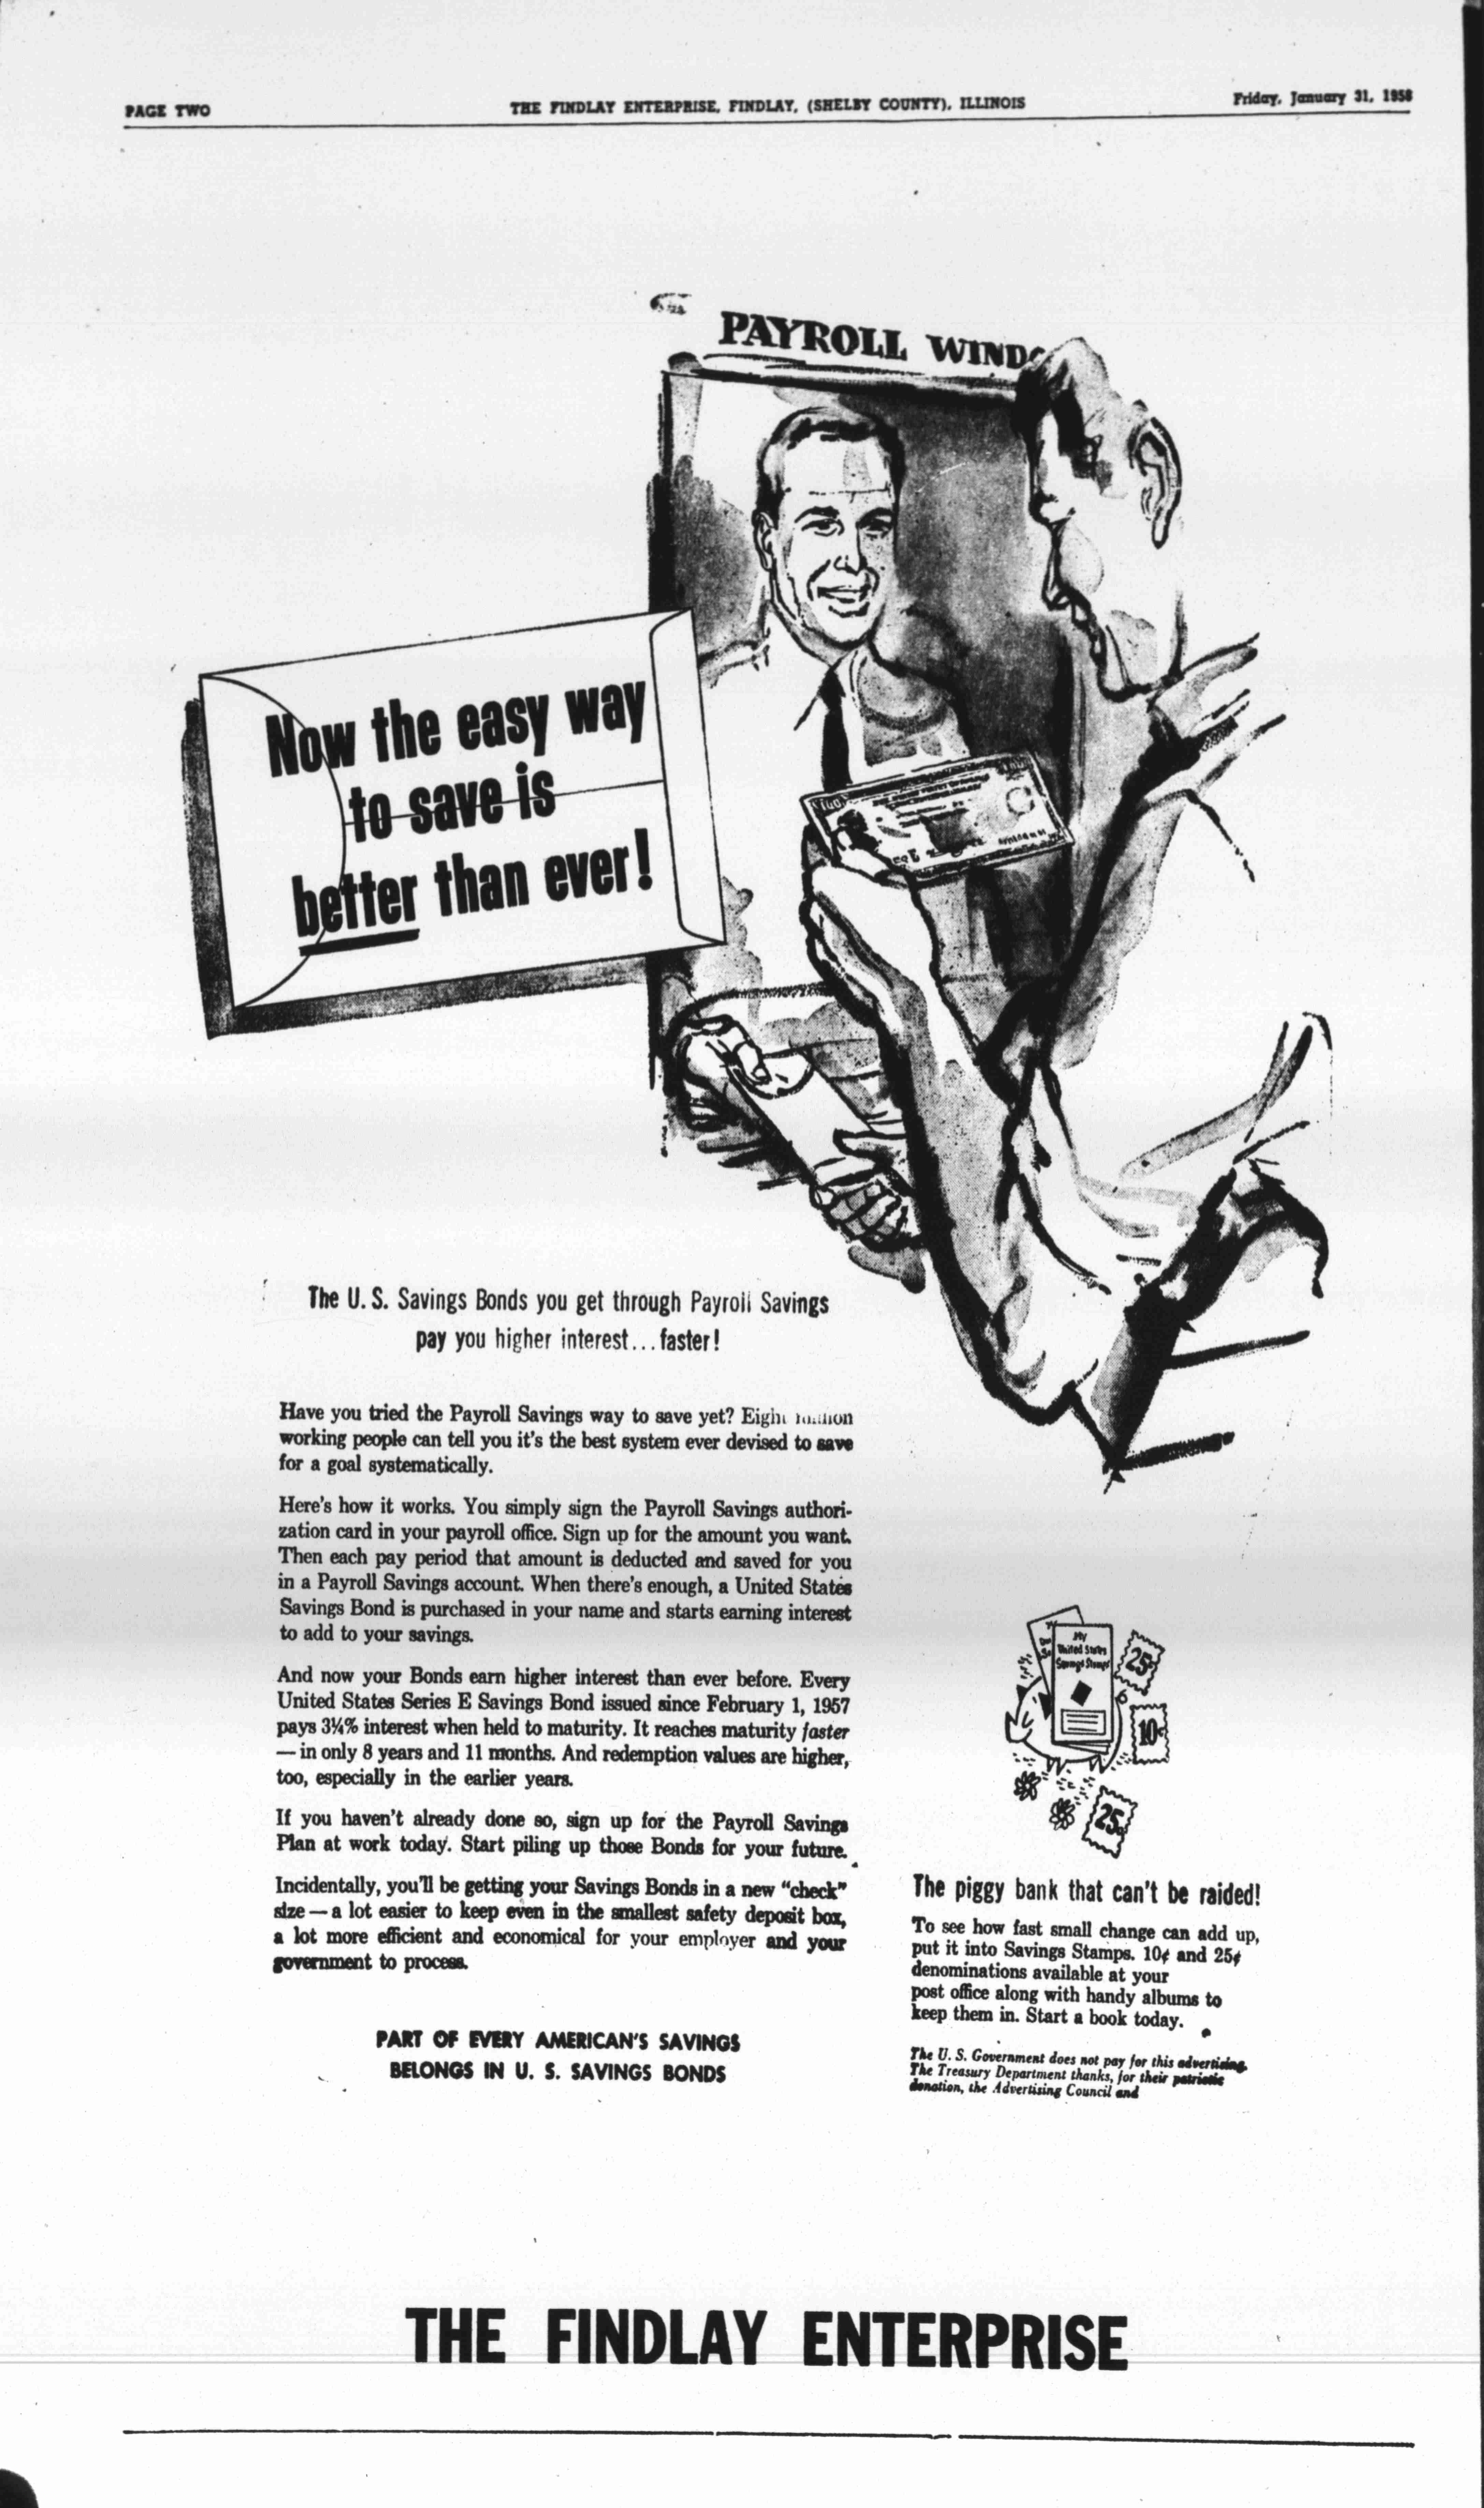 PAGE TWO
THE FINDLAY ENTERPRISE, FINDLAY, (SHELBY COUNTY), ILLINOIS
Friday, January 31, 1958
PAYROLL WINDO
Now the easy way
to save is
better than ever!
The U. S. Savings Bonds you get through Payroll Savings
pay you higher interest...faster!
Have you tried the Payroll Savings way to save yet? Eight million
working people can tell you it's the best system ever devised to save
for a goal systematically.
Here's how it works. You simply sign the Payroll Savings authori-
zation card in your payroll office. Sign up for the amount you want.
Then each pay period that amount is deducted and saved for you
in a Payroll Savings account. When there's enough, a United States
Savings Bond is purchased in your name and starts earning interest
to add to your savings.
And now your Bonds earn higher interest than ever before. Every
United States Series E Savings Bond issued since February 1, 1957
pays 3¼% interest when held to maturity. It reaches maturity faster
— in only 8 years and 11 months. And redemption values are higher,
too, especially in the earlier years.
If you haven't already done so, sign up for the Payroll Savings
Plan at work today. Start piling up those Bonds for your future.
Incidentally, you'll be getting your Savings Bonds in a new "check"
size — a lot easier to keep even in the smallest safety deposit box,
a lot more efficient and economical for your employer and your
government to process.
PART OF EVERY AMERICAN'S SAVINGS
BELONGS IN U. S. SAVINGS BONDS
My
United States
Savings Stamps
25¢
10¢
25¢
The piggy bank that can't be raided!
To see how fast small change can add up,
put it into Savings Stamps. 10¢ and 25¢
denominations available at your
post office along with handy albums to
keep them in. Start a book today.
The U. S. Government does not pay for this advertising.
The Treasury Department thanks, for their patriotic
donation, the Advertising Council and
THE FINDLAY ENTERPRISE